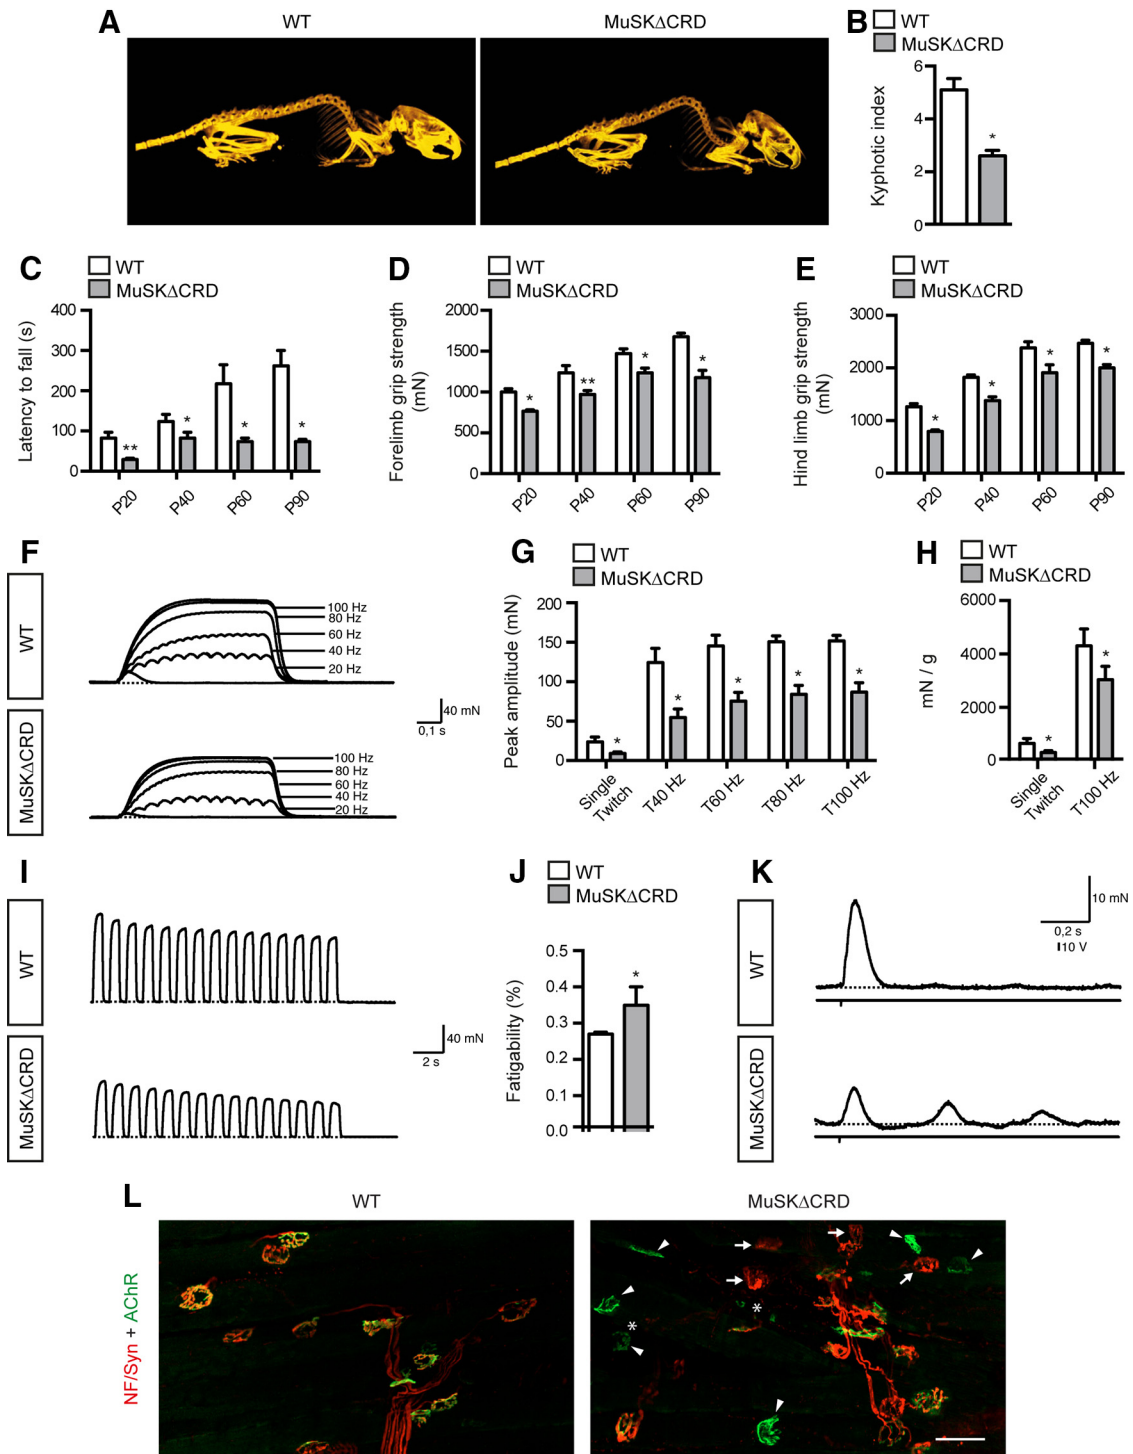 A
WT
MuSKΔCRD
B
WT
MuSKΔCRD
Kyphotic index
6
4
2
0
*
C
WT
MuSKΔCRD
Latency to fall (s)
400
300
200
100
0
** * * *
P20 P40 P60 P90
D
WT
MuSKΔCRD
Forelimb grip strength
(mN)
2000
1500
1000
500
0
* ** * *
P20 P40 P60 P90
E
WT
MuSKΔCRD
Hind limb grip strength
(mN)
3000
2000
1000
0
* * * *
P20 P40 P60 P90
F
WT
100 Hz
80 Hz
60 Hz
40 Hz
20 Hz
40 mN
0,1 s
MuSKΔCRD
100 Hz
80 Hz
60 Hz
40 Hz
20 Hz
G
WT
MuSKΔCRD
Peak amplitude (mN)
200
150
100
50
0
* * * * *
Single
Twitch
T40 Hz
T60 Hz
T80 Hz
T100 Hz
H
WT
MuSKΔCRD
mN / g
6000
4000
2000
0
* *
Single
Twitch
T100 Hz
I
WT
MuSKΔCRD
40 mN
2 s
J
WT
MuSKΔCRD
Fatigability (%)
0.5
0.4
0.3
0.2
0.1
0.0
*
K
WT
10 mN
0,2 s
10 V
MuSKΔCRD
L
WT
MuSKΔCRD
NF/Syn + AChR
*
*